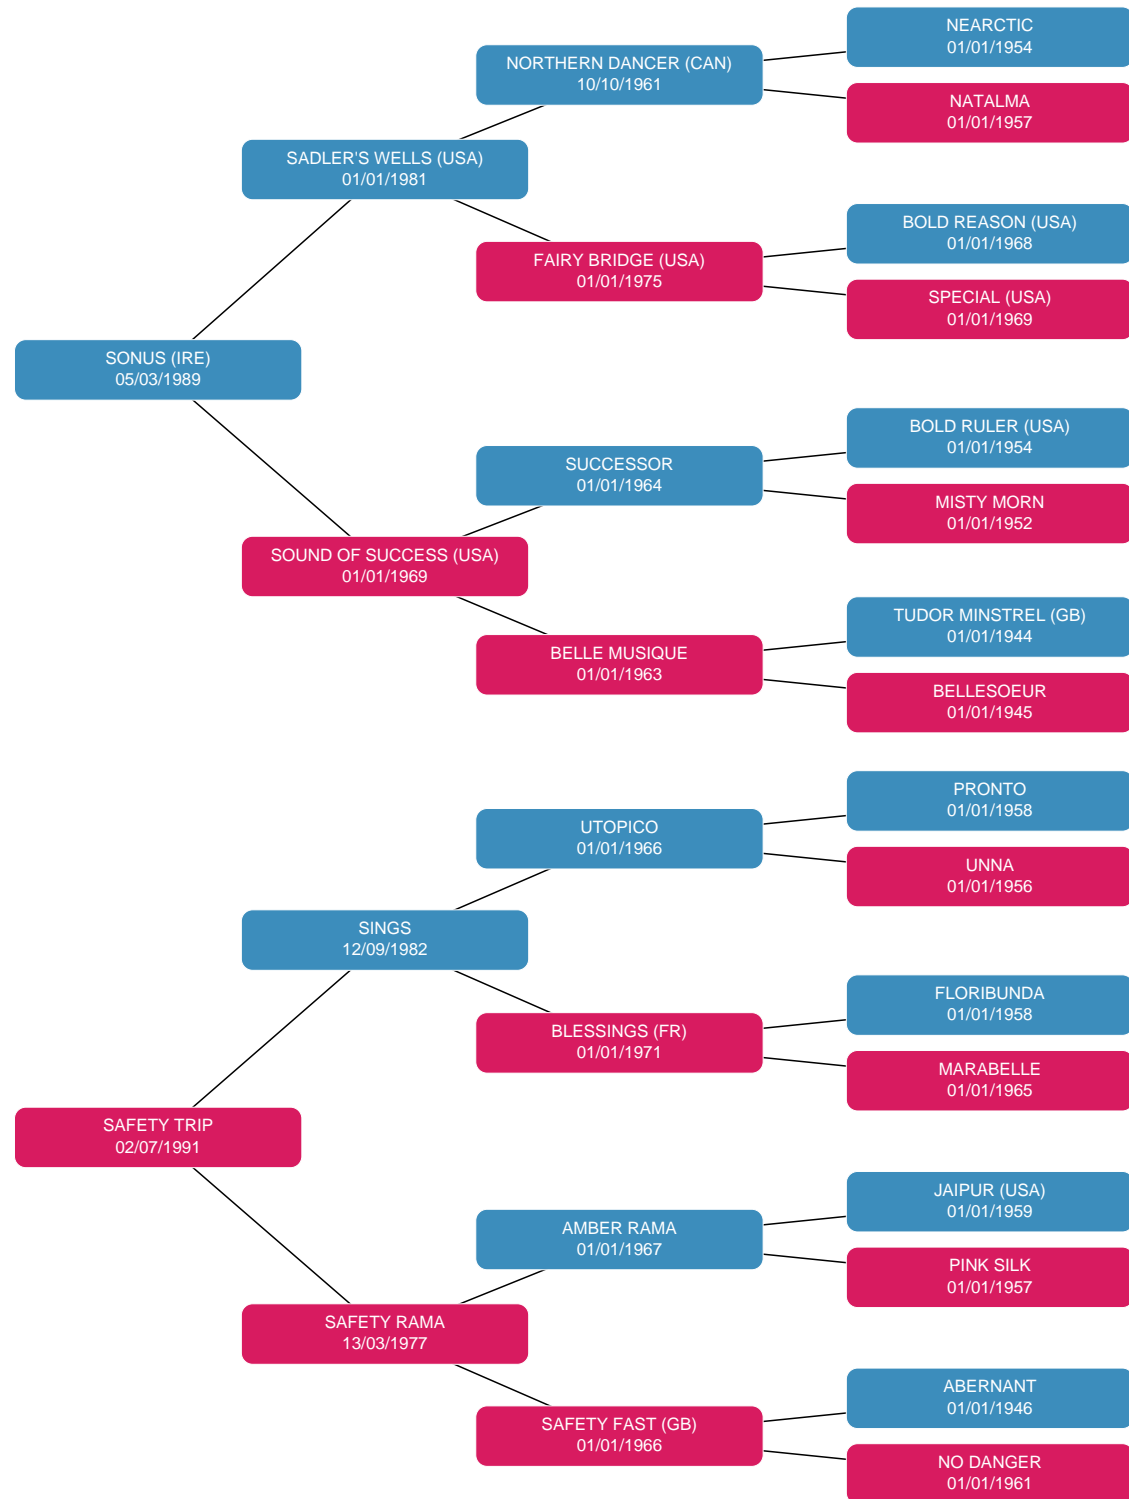 NEARCTIC
01/01/1954
NORTHERN DANCER (CAN)
10/10/1961
NATALMA
01/01/1957
SADLER'S WELLS (USA)
01/01/1981
BOLD REASON (USA)
01/01/1968
FAIRY BRIDGE (USA)
01/01/1975
SPECIAL (USA)
01/01/1969
SONUS (IRE)
05/03/1989
BOLD RULER (USA)
01/01/1954
SUCCESSOR
01/01/1964
MISTY MORN
01/01/1952
SOUND OF SUCCESS (USA)
01/01/1969
TUDOR MINSTREL (GB)
01/01/1944
BELLE MUSIQUE
01/01/1963
BELLESOEUR
01/01/1945
PRONTO
01/01/1958
UTOPICO
01/01/1966
UNNA
01/01/1956
SINGS
12/09/1982
FLORIBUNDA
01/01/1958
BLESSINGS (FR)
01/01/1971
MARABELLE
01/01/1965
SAFETY TRIP
02/07/1991
JAIPUR (USA)
01/01/1959
AMBER RAMA
01/01/1967
PINK SILK
01/01/1957
SAFETY RAMA
13/03/1977
ABERNANT
01/01/1946
SAFETY FAST (GB)
01/01/1966
NO DANGER
01/01/1961